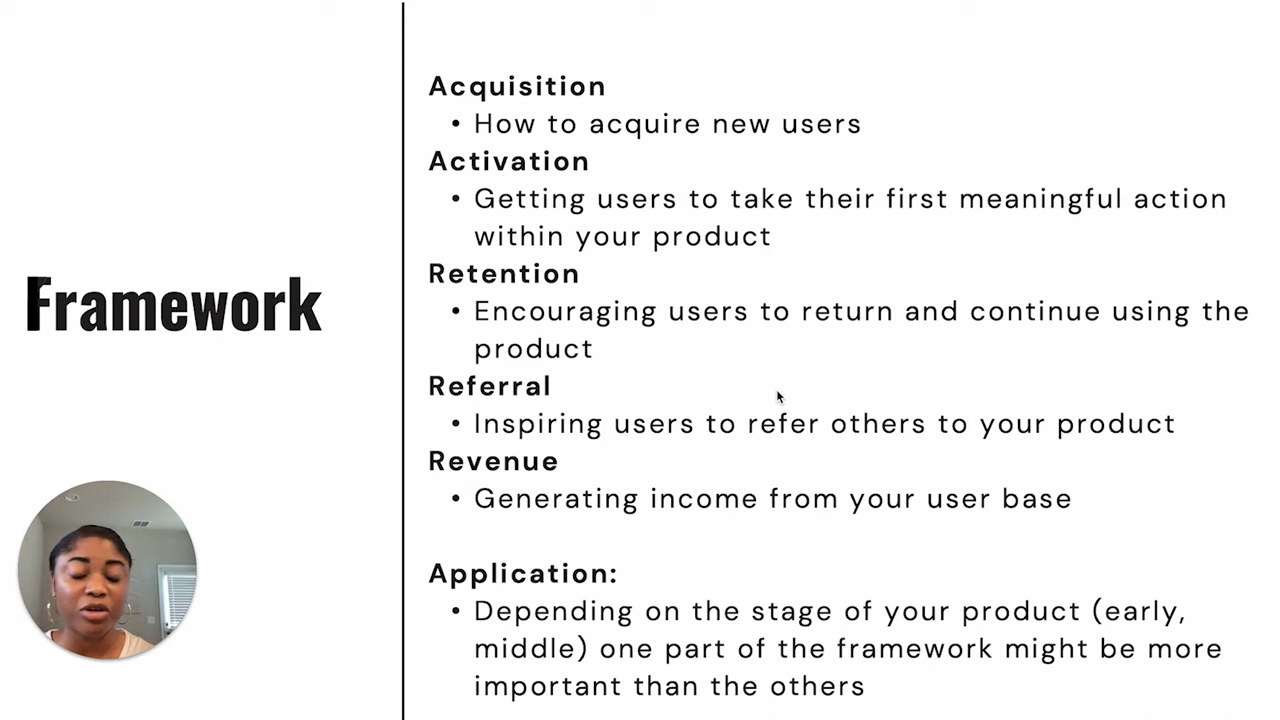 Framework
Acquisition
• How to acquire new users
Activation
• Getting users to take their first meaningful action
within your product
Retention
• Encouraging users to return and continue using the
product
Referral
• Inspiring users to refer others to your product
Revenue
• Generating income from your user base
Application:
• Depending on the stage of your product (early,
middle) one part of the framework might be more
important than the others